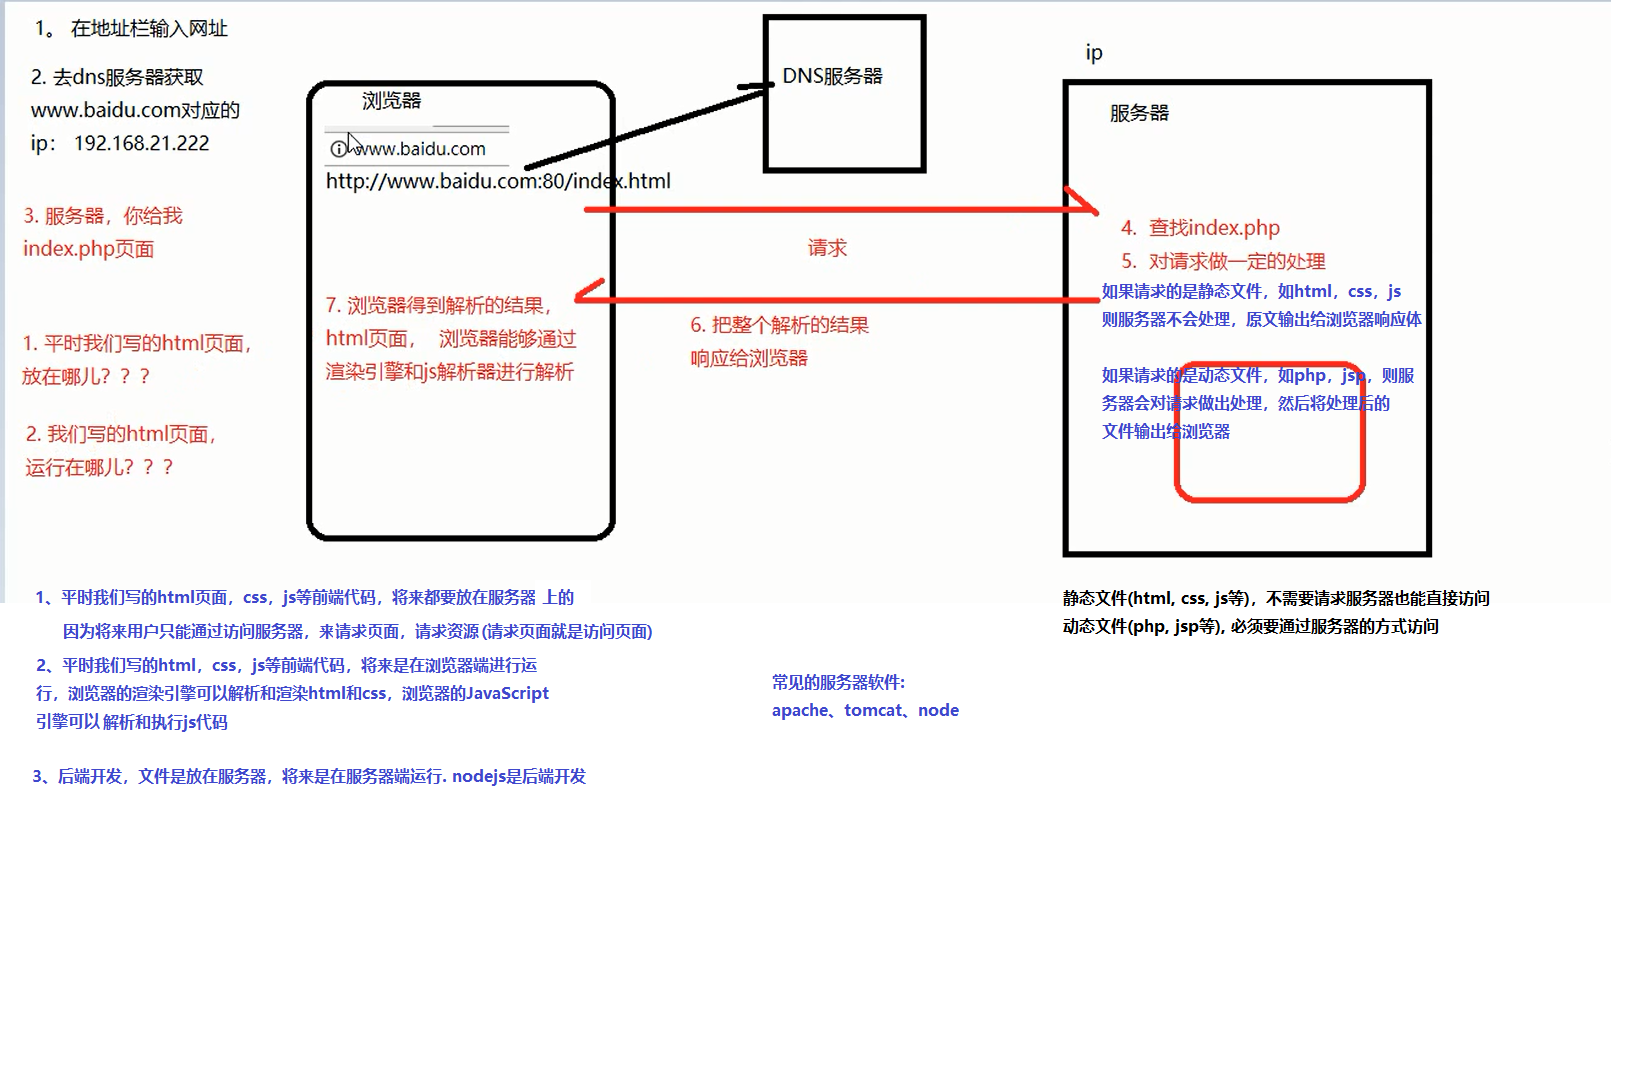 1。 在地址栏输入网址
2. 去dns服务器获取
www.baidu.com对应的
ip： 192.168.21.222
3. 服务器，你给我
index.php页面
1. 平时我们写的html页面，
放在哪儿？？？
2. 我们写的html页面，
运行在哪儿？？？
浏览器
www.baidu.com
http://www.baidu.com:80/index.html
7. 浏览器得到解析的结果，
html页面， 浏览器能够通过
渲染引擎和js解析器进行解析
DNS服务器
请求
6. 把整个解析的结果
响应给浏览器
ip
服务器
4. 查找index.php
5. 对请求做一定的处理
如果请求的是静态文件，如html，css，js
则服务器不会处理，原文输出给浏览器响应体
如果请求的是动态文件，如php，jsp，则服
务器会对请求做出处理，然后将处理后的
文件输出给浏览器
1、平时我们写的html页面，css，js等前端代码，将来都要放在服务器 上的
因为将来用户只能通过访问服务器，来请求页面，请求资源(请求页面就是访问页面)
2、平时我们写的html，css，js等前端代码，将来是在浏览器端进行运
行，浏览器的渲染引擎可以解析和渲染html和css，浏览器的JavaScript
引擎可以解析和执行js代码
3、后端开发，文件是放在服务器，将来是在服务器端运行. nodejs是后端开发
常见的服务器软件:
apache、tomcat、node
静态文件(html, css, js等)，不需要请求服务器也能直接访问
动态文件(php, jsp等), 必须要通过服务器的方式访问